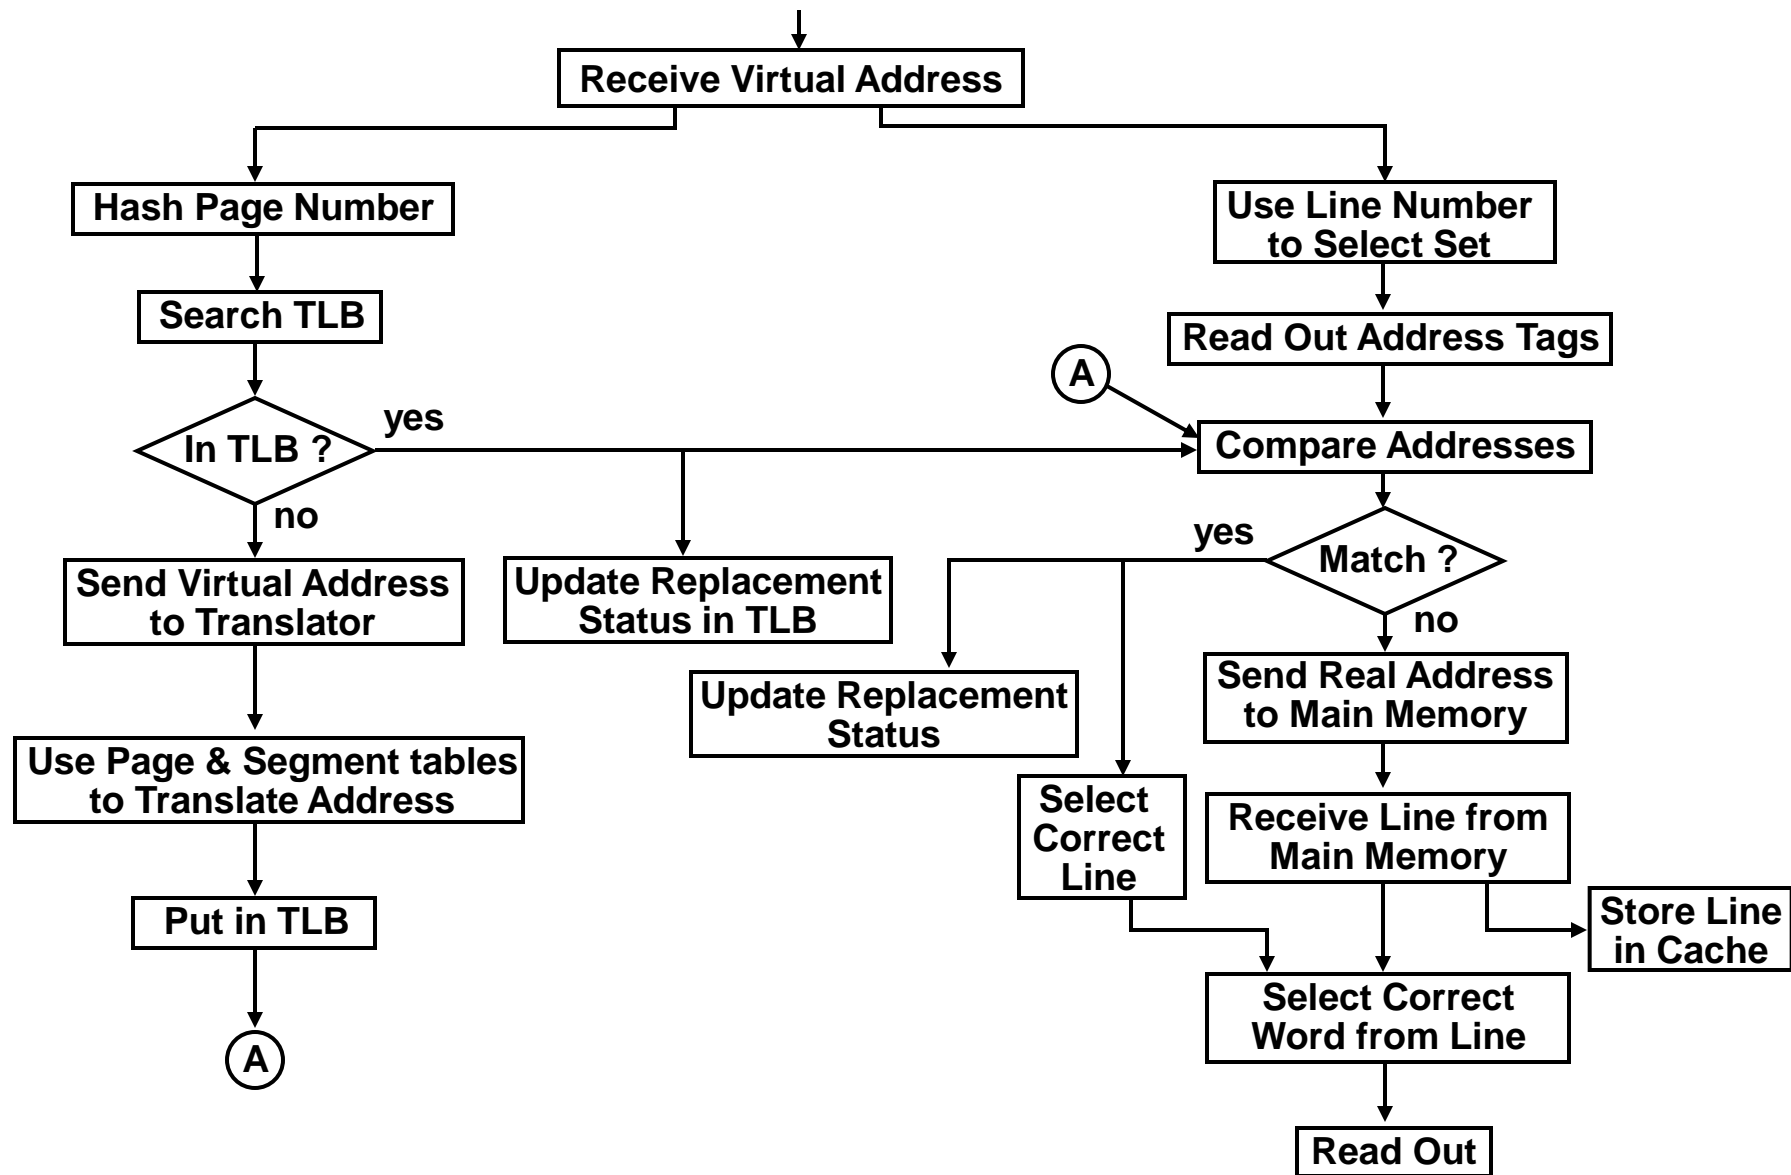 Receive Virtual Address
Hash Page Number
Use Line Number
to Select Set
Search TLB
Read Out Address Tags
A
In TLB ?
yes
no
Compare Addresses
Match ?
yes
no
Send Virtual Address
to Translator
Update Replacement
Status in TLB
Update Replacement
Status
Send Real Address
to Main Memory
Use Page & Segment tables
to Translate Address
Select
Correct
Line
Receive Line from
Main Memory
Put in TLB
Store Line
in Cache
Select Correct
Word from Line
A
Read Out